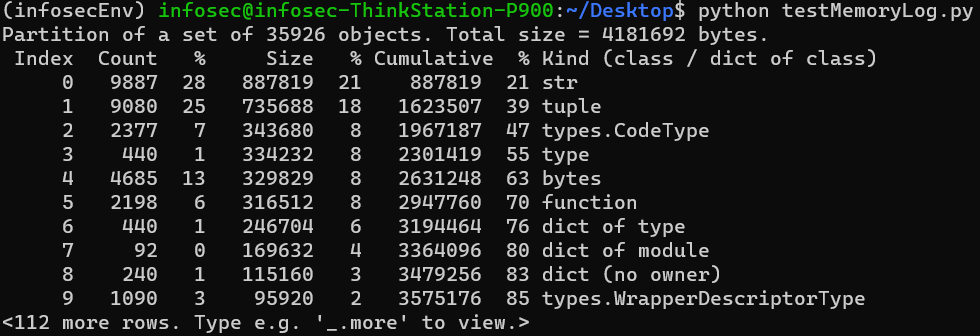 (infosecEnv) infosec@infosec-ThinkStation-P900:~/Desktop$ python testMemoryLog.py
Partition of a set of 35926 objects. Total size = 4181692 bytes.
 Index  Count   %     Size   % Cumulative  % Kind (class / dict of class)
     0   9887  28   887819  21    887819  21 str
     1   9080  25   735688  18   1623507  39 tuple
     2   2377   7   343680   8   1967187  47 types.CodeType
     3    440   1   334232   8   2301419  55 type
     4   4685  13   329829   8   2631248  63 bytes
     5   2198   6   316512   8   2947760  70 function
     6    440   1   246704   6   3194464  76 dict of type
     7     92   0   169632   4   3364096  80 dict of module
     8    240   1   115160   3   3479256  83 dict (no owner)
     9   1090   3    95920   2   3575176  85 types.WrapperDescriptorType
<112 more rows. Type e.g. '_.more' to view.>